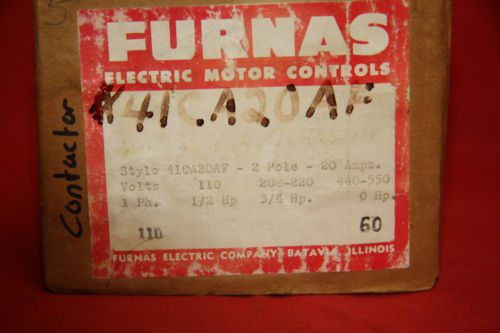 FURNAS
ELECTRIC MOTOR CONTROLS
#41CA20AF
Style 41CA20AF - 2 Pole - 20 Amps.
Volts 110 208-220 440-550
1 Ph. 1/2 Hp 3/4 Hp. 0 Hp.
110 60
FURNAS ELECTRIC COMPANY, BATAVIA, ILLINOIS
Contactor